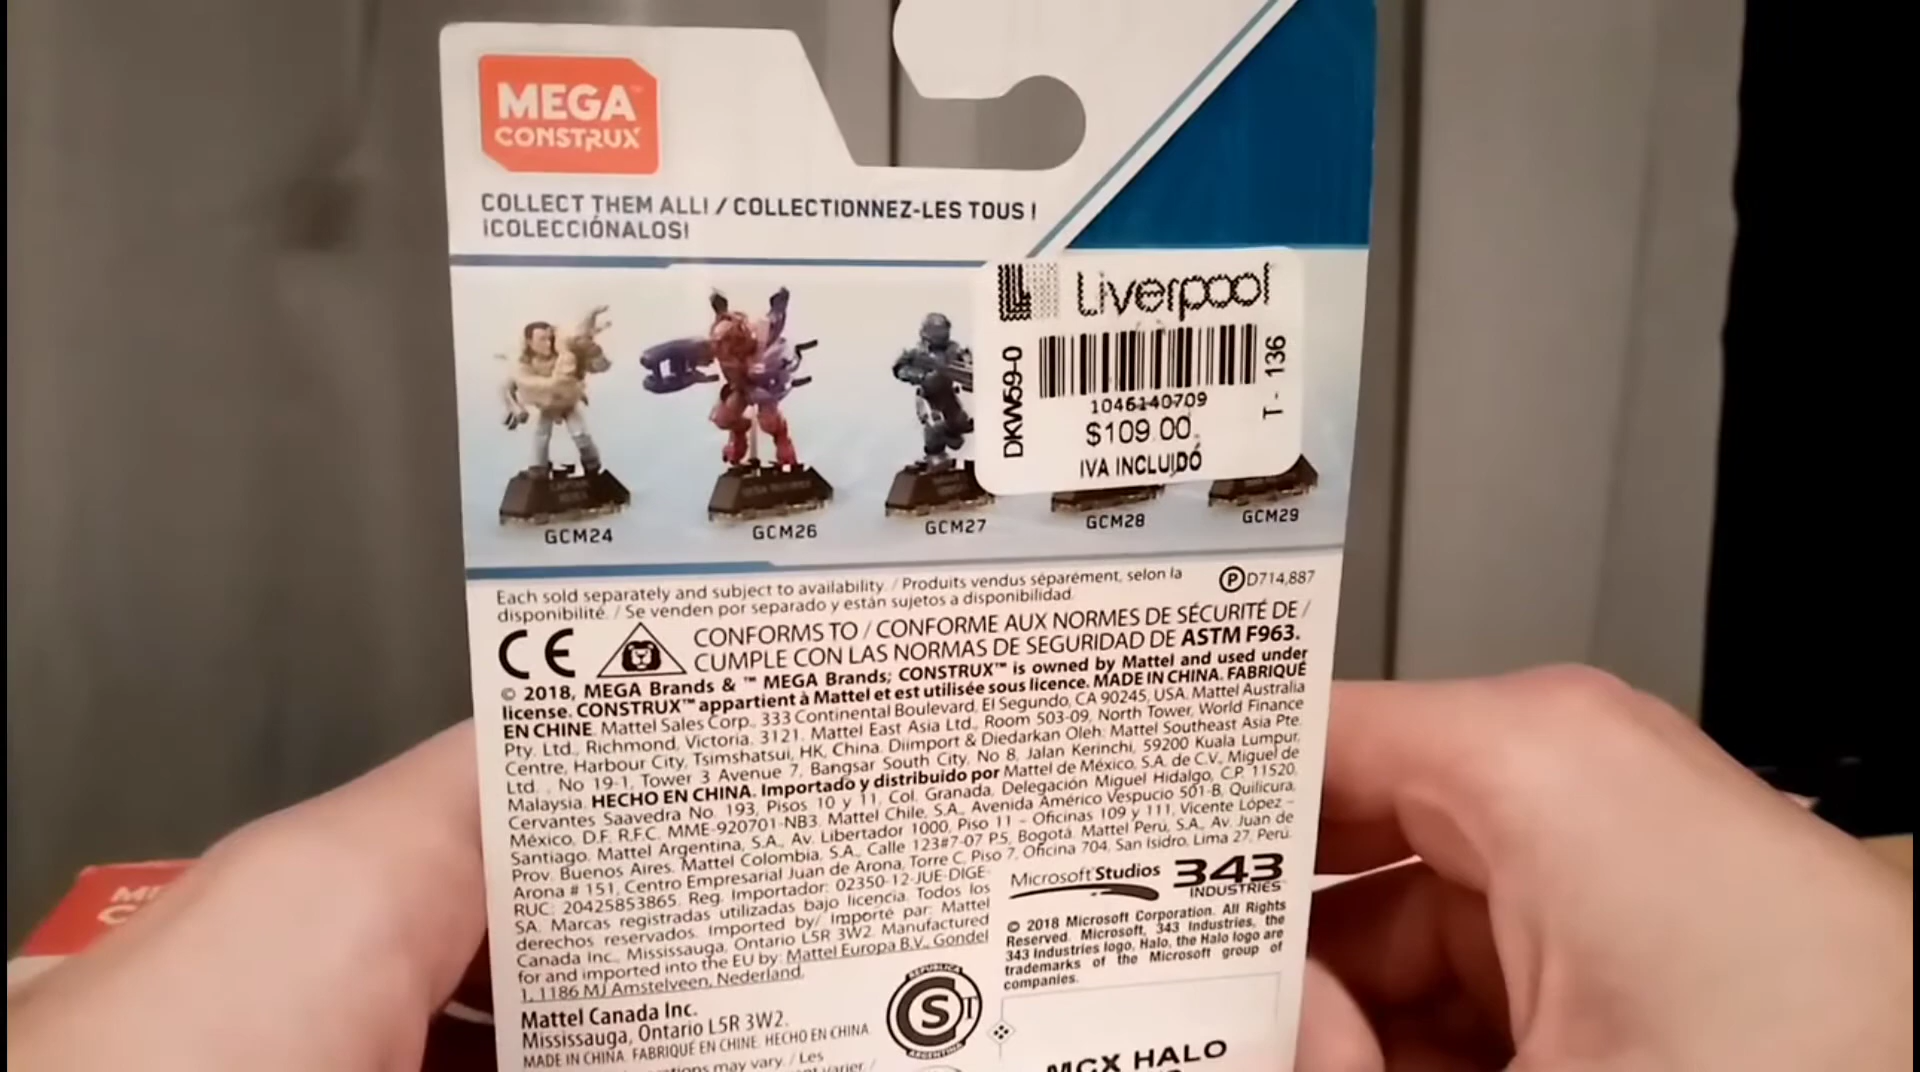 MEGA
CONSTRUX
COLLECT THEM ALL! / COLLECTIONNEZ-LES TOUS !
¡COLECCIÓNALOS!
Liverpool
DKW59-0
T- 136
1046140709
$109.00
IVA INCLUIDO
GCM24
GCM26
GCM27
GCM28
GCM29
Each sold separately and subject to availability. / Produits vendus séparément, selon la
disponibilité. / Se venden por separado y están sujetos a disponibilidad.
P D714,887
CE
CONFORMS TO / CONFORME AUX NORMES DE SÉCURITÉ DE /
CUMPLE CON LAS NORMAS DE SEGURIDAD DE ASTM F963.
© 2018, MEGA Brands & ™ MEGA Brands; CONSTRUX™ is owned by Mattel and used under
license. CONSTRUX™ appartient à Mattel et est utilisée sous licence. MADE IN CHINA. FABRIQUÉ
EN CHINE. Mattel Sales Corp., 333 Continental Boulevard, El Segundo, CA 90245, USA. Mattel Australia
Pty. Ltd., Richmond, Victoria, 3121. Mattel East Asia Ltd., Room 503-09, North Tower, World Finance
Centre, Harbour City, Tsimshatsui, HK, China. Diimport & Diedarkan Oleh: Mattel Southeast Asia Pte.
Ltd., No 19-1, Tower 3 Avenue 7, Bangsar South City, No 8, Jalan Kerinchi, 59200 Kuala Lumpur,
Malaysia. HECHO EN CHINA. Importado y distribuido por Mattel de México, S.A. de C.V., Miguel de
Cervantes Saavedra No. 193, Pisos 10 y 11, Col. Granada, Delegación Miguel Hidalgo, C.P. 11520,
México, D.F. R.F.C. MME-920701-NB3. Mattel Chile, S.A., Avenida Américo Vespucio 501-B, Quilicura,
Santiago. Mattel Argentina, S.A., Av. Libertador 1000, Piso 11 – Oficinas 109 y 111, Vicente López –
Prov. Buenos Aires. Mattel Colombia, S.A., Calle 123#7-07 P.5, Bogotá. Mattel Perú, S.A., Av. Juan de
Arona # 151, Centro Empresarial Juan de Arona, Torre C, Piso 7, Oficina 704, San Isidro, Lima 27, Perú.
RUC: 20425853865. Reg. Importador: 02350-12-JUE-DIGE-
SA. Marcas registradas utilizadas bajo licencia. Todos los
derechos reservados. Imported by/ Importé par: Mattel
Canada Inc., Mississauga, Ontario L5R 3W2. Manufactured
for and imported into the EU by: Mattel Europa B.V., Gondel
1, 1186 MJ Amstelveen, Nederland.
Microsoft Studios
343
INDUSTRIES
© 2018 Microsoft Corporation. All Rights
Reserved. Microsoft, 343 Industries, the
343 Industries logo, Halo, the Halo logo are
trademarks of the Microsoft group of
companies.
Mattel Canada Inc.
Mississauga, Ontario L5R 3W2.
MADE IN CHINA. FABRIQUÉ EN CHINE. HECHO EN CHINA
may vary. / Les
varier. /
REPUBLICA
S T
ARGENTINA
MCX HALO